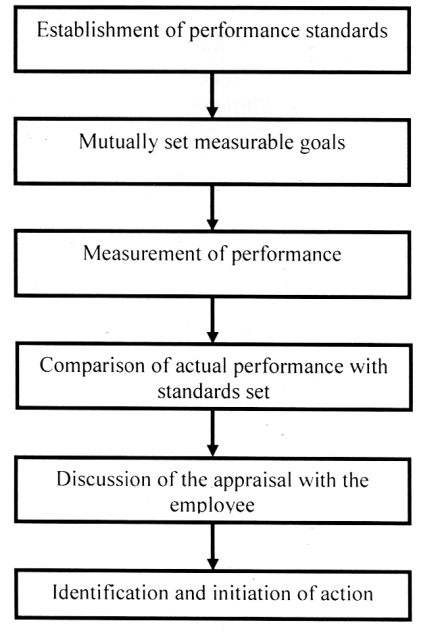 Establishment of performance standards
Mutually set measurable goals
Measurement of performance
Comparison of actual performance with
standards set
Discussion of the appraisal with the
employee
Identification and initiation of action